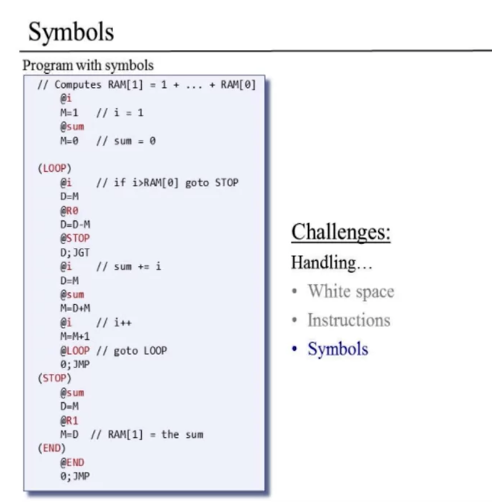 Symbols
Program with symbols
// Computes RAM[1] = 1 + ... + RAM[0]
@i
M=1 // i = 1
@sum
M=0 // sum = 0
(LOOP)
@i // if i>RAM[0] goto STOP
D=M
@R0
D=D-M
@STOP
D;JGT
@i // sum += i
D=M
@sum
M=D+M
@i // i++
M=M+1
@LOOP // goto LOOP
0;JMP
(STOP)
@sum
D=M
@R1
M=D // RAM[1] = the sum
(END)
@END
0;JMP
Challenges:
Handling…
• White space
• Instructions
• Symbols